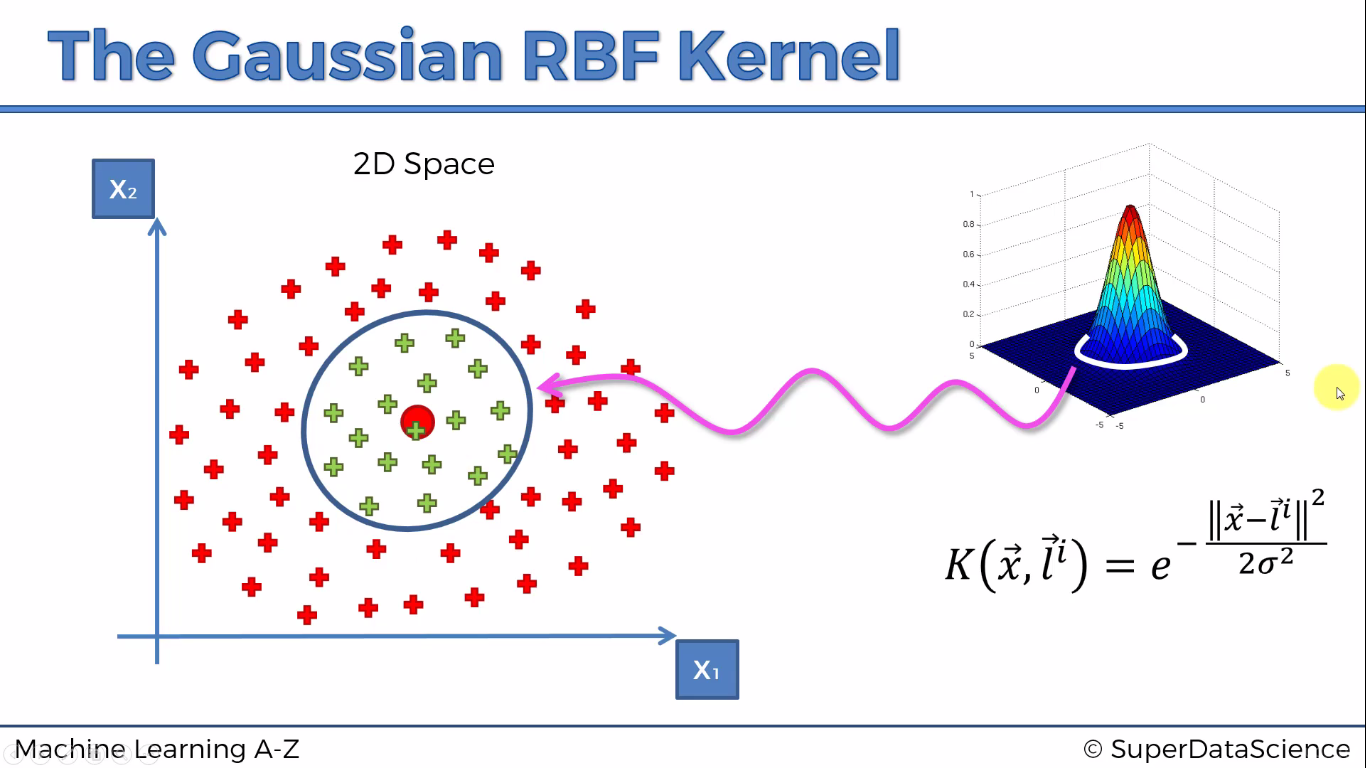 The Gaussian RBF Kernel
2D Space
X₂
1
0.8
0.6
0.4
0.2
0
5
0
-5
-5
0
5
K(x⃗, l⃗ⁱ) = e^(−‖x⃗−l⃗ⁱ‖²/2σ²)
X₁
Machine Learning A-Z
© SuperDataScience